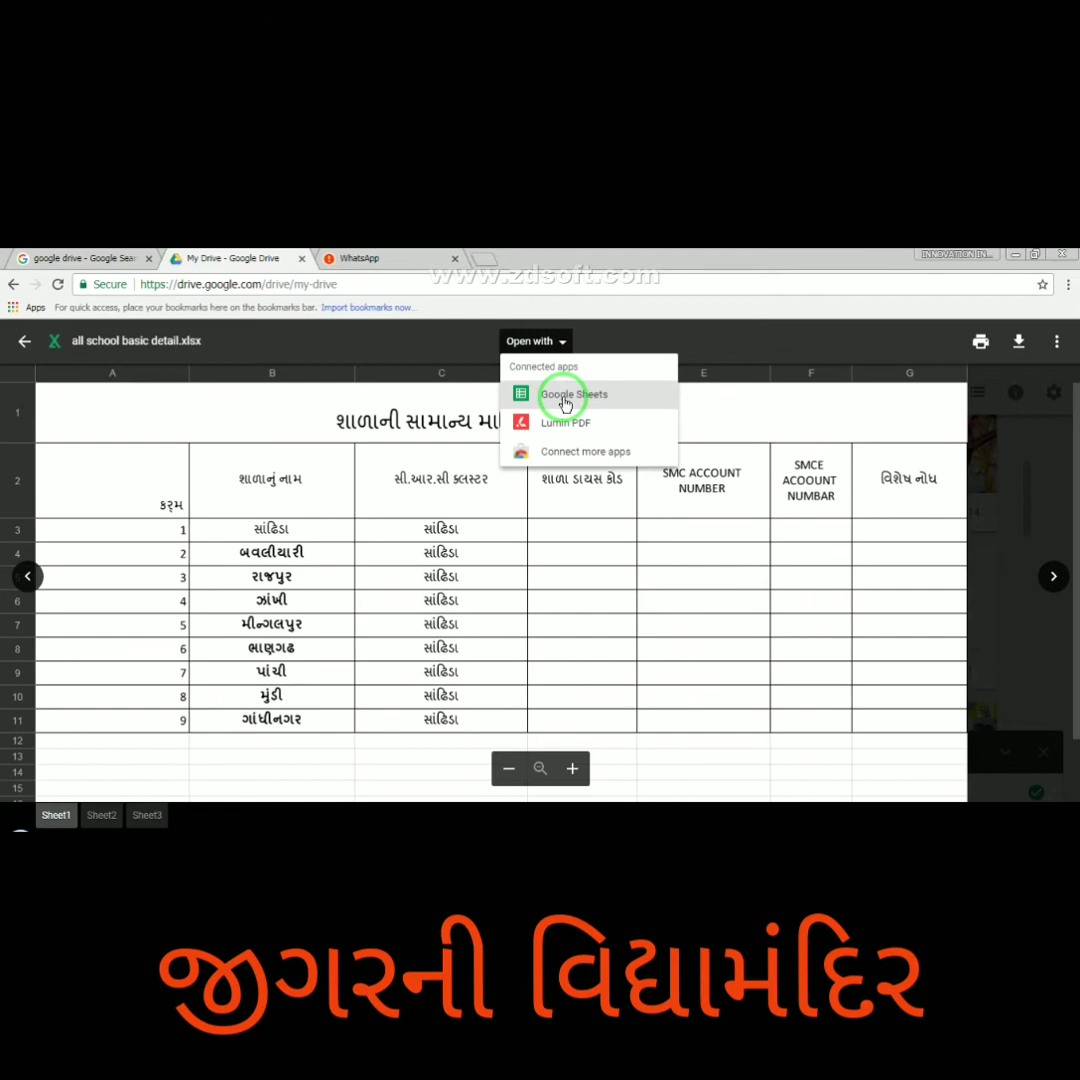 google drive - Google Sear
My Drive - Google Drive
WhatsApp
INNOVATION IN...
www.zdsoft.com
Secure
https://drive.google.com/drive/my-drive
Apps
For quick access, place your bookmarks here on the bookmarks bar. Import bookmarks now...
all school basic detail.xlsx
Open with
Connected apps
Google Sheets
Lumin PDF
Connect more apps
A B C E F G
1 શાળાની સામાન્ય
2 કર્મ શાળાનું નામ સી.આર.સી ક્લસ્ટર શાળા ડાયસ કોડ SMC ACCOUNT NUMBER SMCE ACOOUNT NUMBAR વિશેષ નોધ
3 1 સાંઢિડા સાંઢિડા
4 2 બવલીયારી સાંઢિડા
3 રાજપુર સાંઢિડા
6 4 ઝાંખી સાંઢિડા
7 5 મીન્ગલપુર સાંઢિડા
8 6 ભાણગઢ સાંઢિડા
9 7 પાંચી સાંઢિડા
10 8 મુંડી સાંઢિડા
11 9 ગાંધીનગર સાંઢિડા
12
13
14
15
Sheet1 Sheet2 Sheet3
જીગરની વિદ્યામંદિર